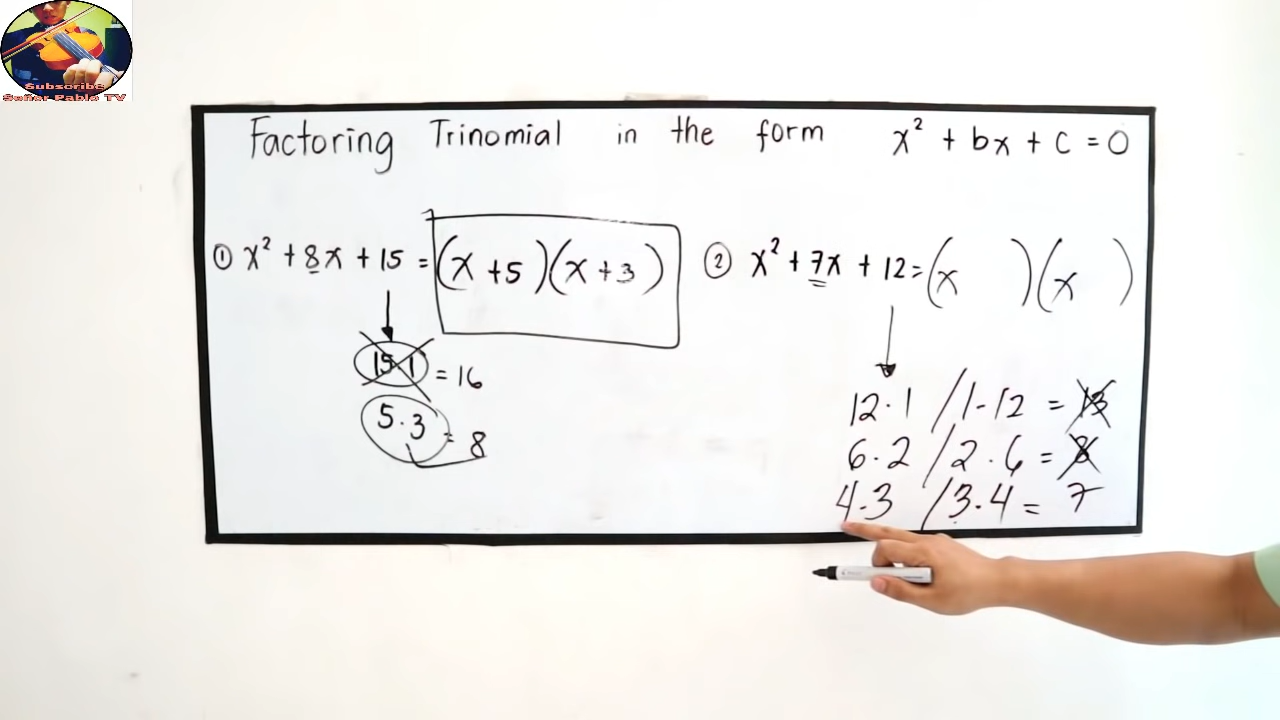 Subscribe
Señor Pablo TV
Factoring Trinomial in the form x² + bx + c = 0
① x² + 8x + 15 = (x +5)(x +3)
15 1 = 16
5 · 3 = 8
② x² + 7x + 12 = (x )(x )
12 · 1 / 1 - 12 = 13
6 · 2 / 2 · 6 = 8
4 · 3 / 3 · 4 = 7